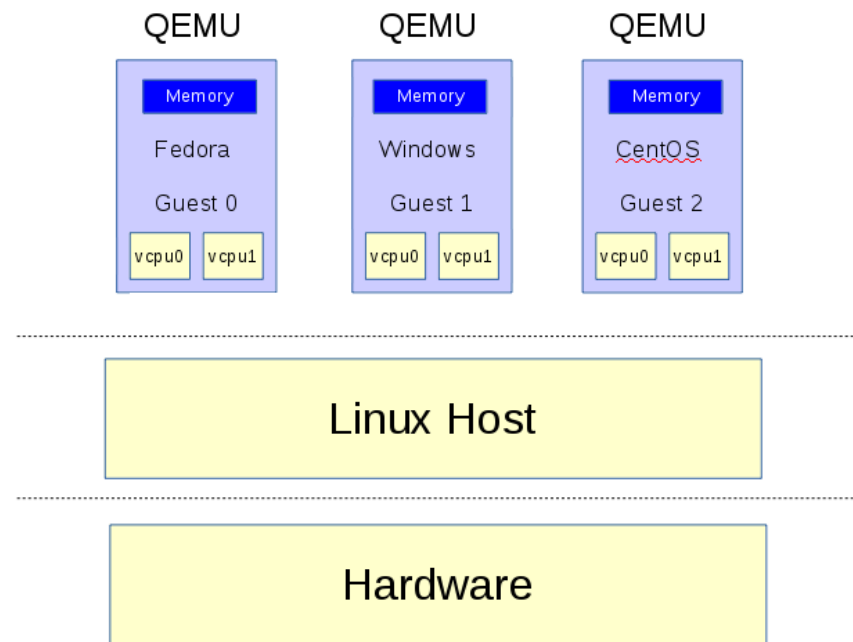 QEMU QEMU QEMU
Memory Memory Memory
Fedora Windows CentOS
Guest 0 Guest 1 Guest 2
vcpu0 vcpu1 vcpu0 vcpu1 vcpu0 vcpu1
Linux Host
Hardware